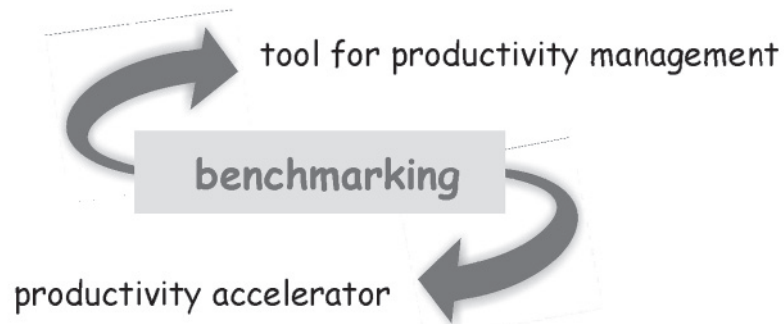 tool for productivity management
benchmarking
productivity accelerator